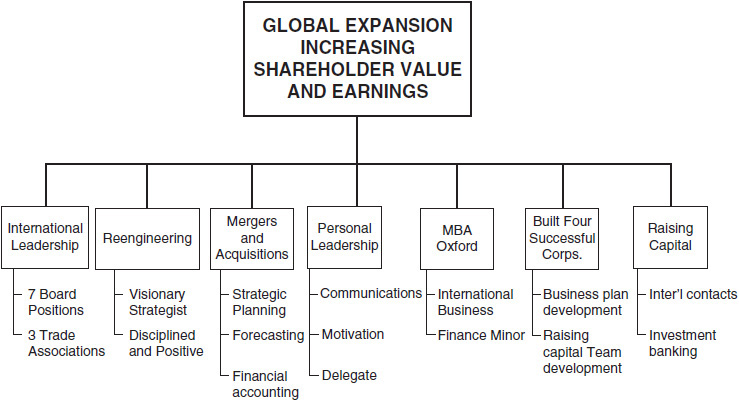 GLOBAL EXPANSION
INCREASING
SHAREHOLDER VALUE
AND EARNINGS
International
Leadership
7 Board
Positions
3 Trade
Associations
Reengineering
Visionary
Strategist
Disciplined
and Positive
Mergers
and
Acquisitions
Strategic
Planning
Forecasting
Financial
accounting
Personal
Leadership
Communications
Motivation
Delegate
MBA
Oxford
International
Business
Finance Minor
Built Four
Successful
Corps.
Business plan
development
Raising
capital Team
development
Raising
Capital
Inter'l contacts
Investment
banking